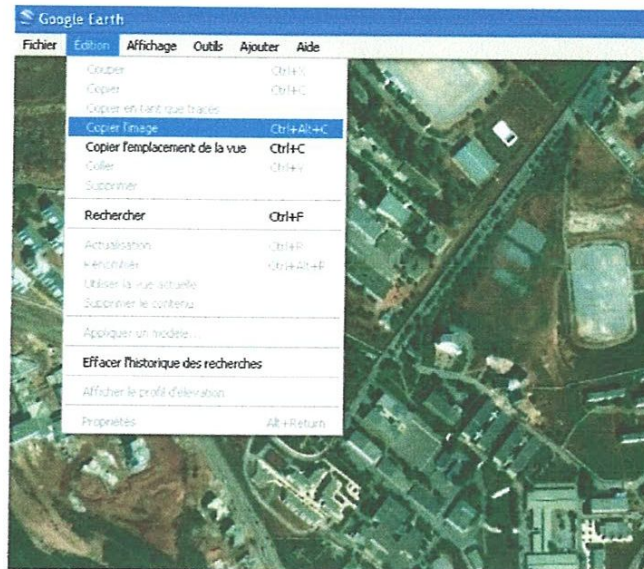 Google Earth
Fichier Edition Affichage Outils Ajouter Aide
Couper Ctrl+X
Copier Ctrl+C
Copier en tant que tracés
Copier l'image Ctrl+Alt+C
Copier l'emplacement de la vue Ctrl+C
Coller Ctrl+V
Supprimer
Rechercher Ctrl+F
Actualisation Ctrl+R
Renommer Ctrl+Alt+R
Utiliser la vue actuelle
Supprimer le contenu
Appliquer un modèle...
Effacer l'historique des recherches
Afficher le profil d'élévation
Propriétés Alt+Return